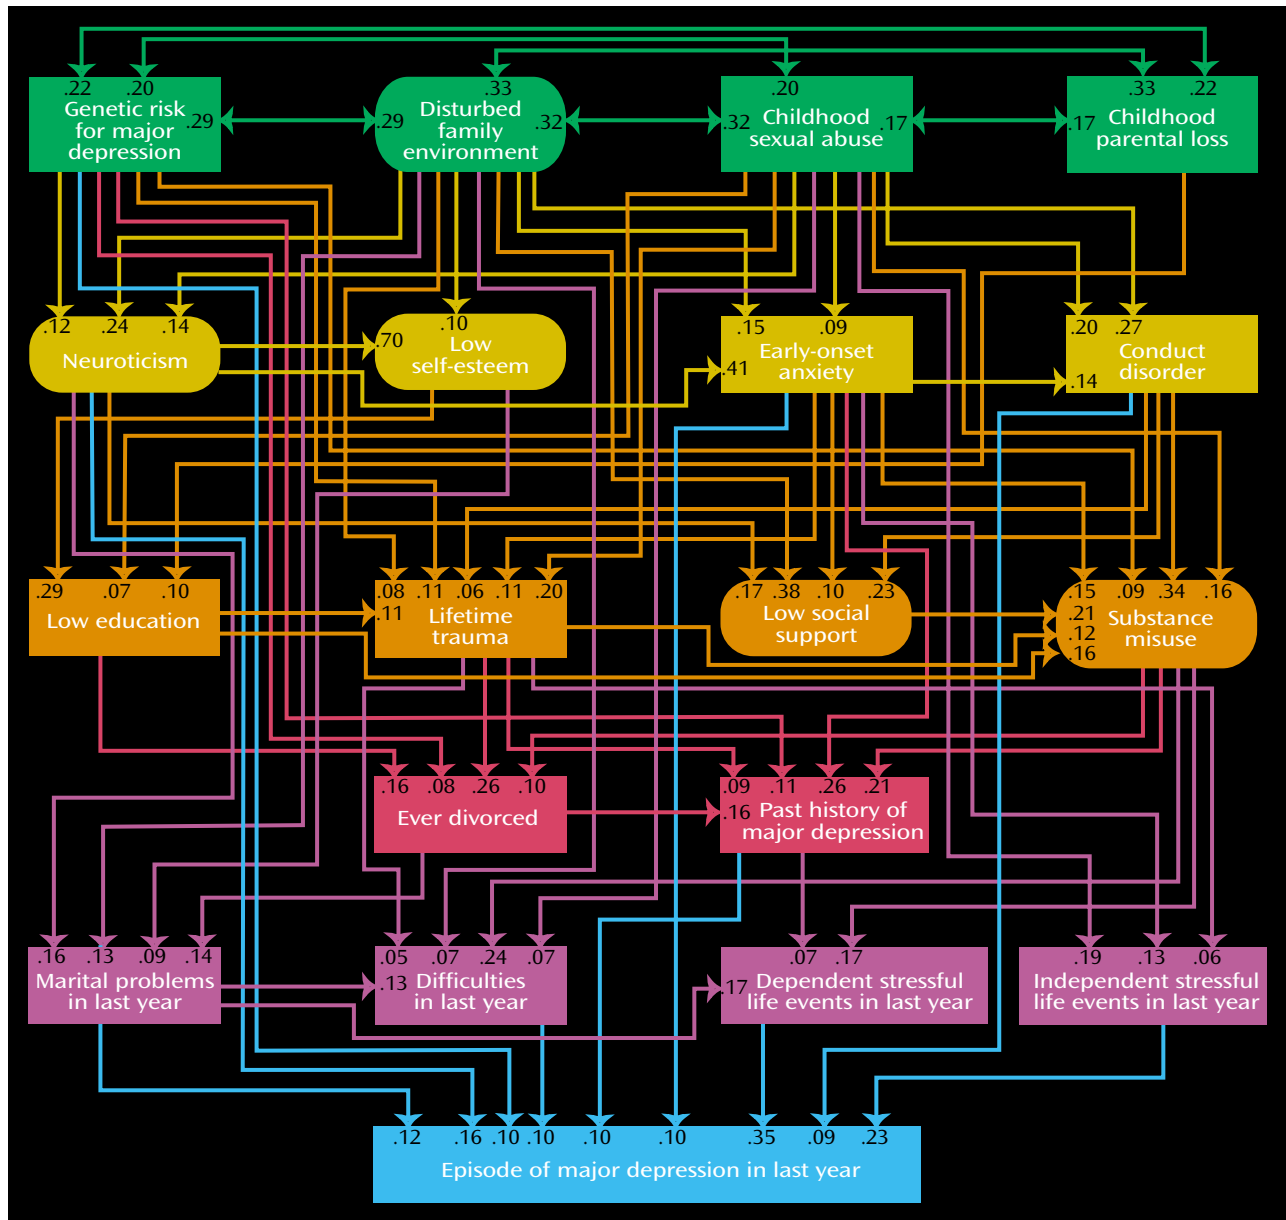 .22 .20 .33 .20 .33 .22
Genetic risk
for major
depression
.29
.29
Disturbed
family
environment
.32
.32
Childhood
sexual abuse
.17
.17
Childhood
parental loss
.12 .24 .14
Neuroticism
.10
.70
Low
self-esteem
.15 .09
.41
Early-onset
anxiety
.20 .27
.14
Conduct
disorder
.29 .07 .10
Low education
.08 .11 .06 .11 .20
.11
Lifetime
trauma
.17 .38 .10 .23
Low social
support
.15 .09 .34 .16
.21
.12
.16
Substance
misuse
.16 .08 .26 .10
Ever divorced
.09 .11 .26 .21
.16
Past history of
major depression
.16 .13 .09 .14
Marital problems
in last year
.05 .07 .24 .07
.13
Difficulties
in last year
.07 .17
.17
Dependent stressful
life events in last year
.19 .13 .06
Independent stressful
life events in last year
.12 .16 .10 .10 .10 .10 .35 .09 .23
Episode of major depression in last year